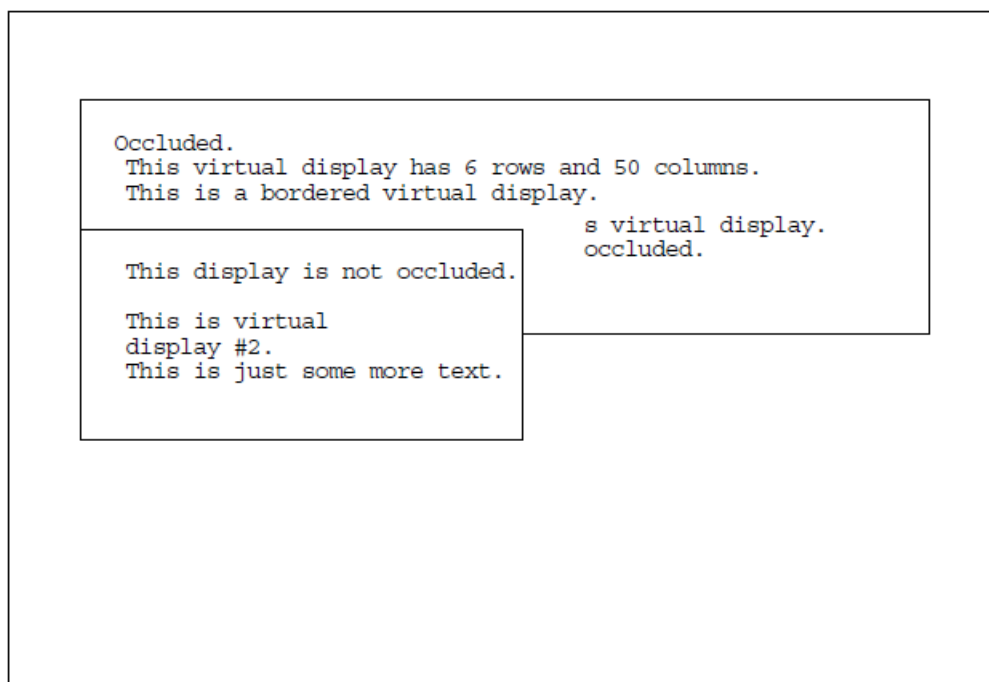 Occluded.
This virtual display has 6 rows and 50 columns.
This is a bordered virtual display.
s virtual display.
occluded.
This display is not occluded.
This is virtual
display #2.
This is just some more text.